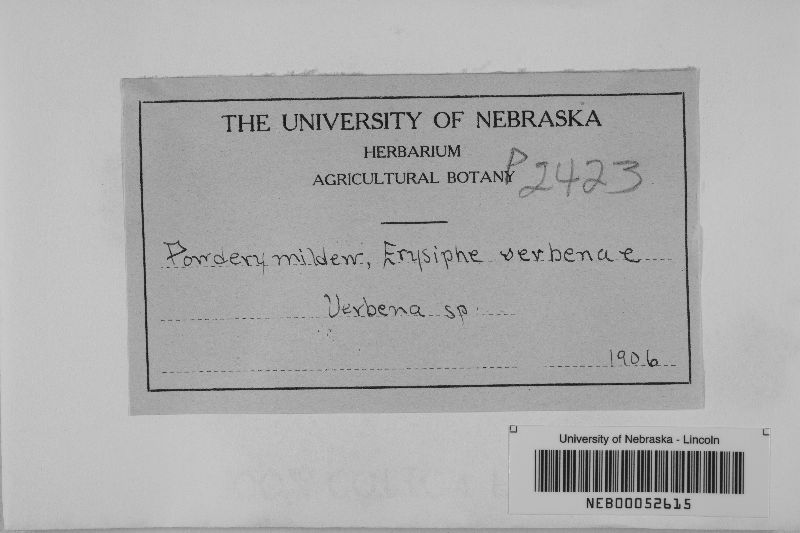 THE UNIVERSITY OF NEBRASKA
HERBARIUM
AGRICULTURAL BOTANY
P2423
Powdery mildew, Erysiphe verbenae
Verbena sp.
1906
University of Nebraska - Lincoln
NEB00052615